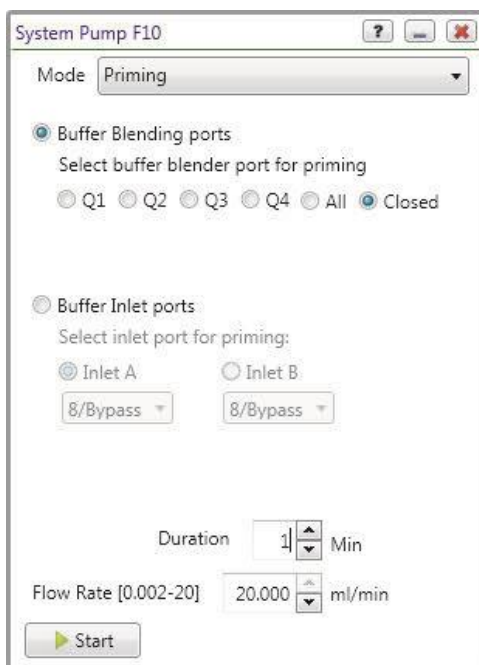 System Pump F10 ?
Mode Priming
Buffer Blending ports
Select buffer blender port for priming
Q1 Q2 Q3 Q4 All Closed
Buffer Inlet ports
Select inlet port for priming:
Inlet A Inlet B
8/Bypass 8/Bypass
Duration 1 Min
Flow Rate [0.002-20] 20.000 ml/min
Start